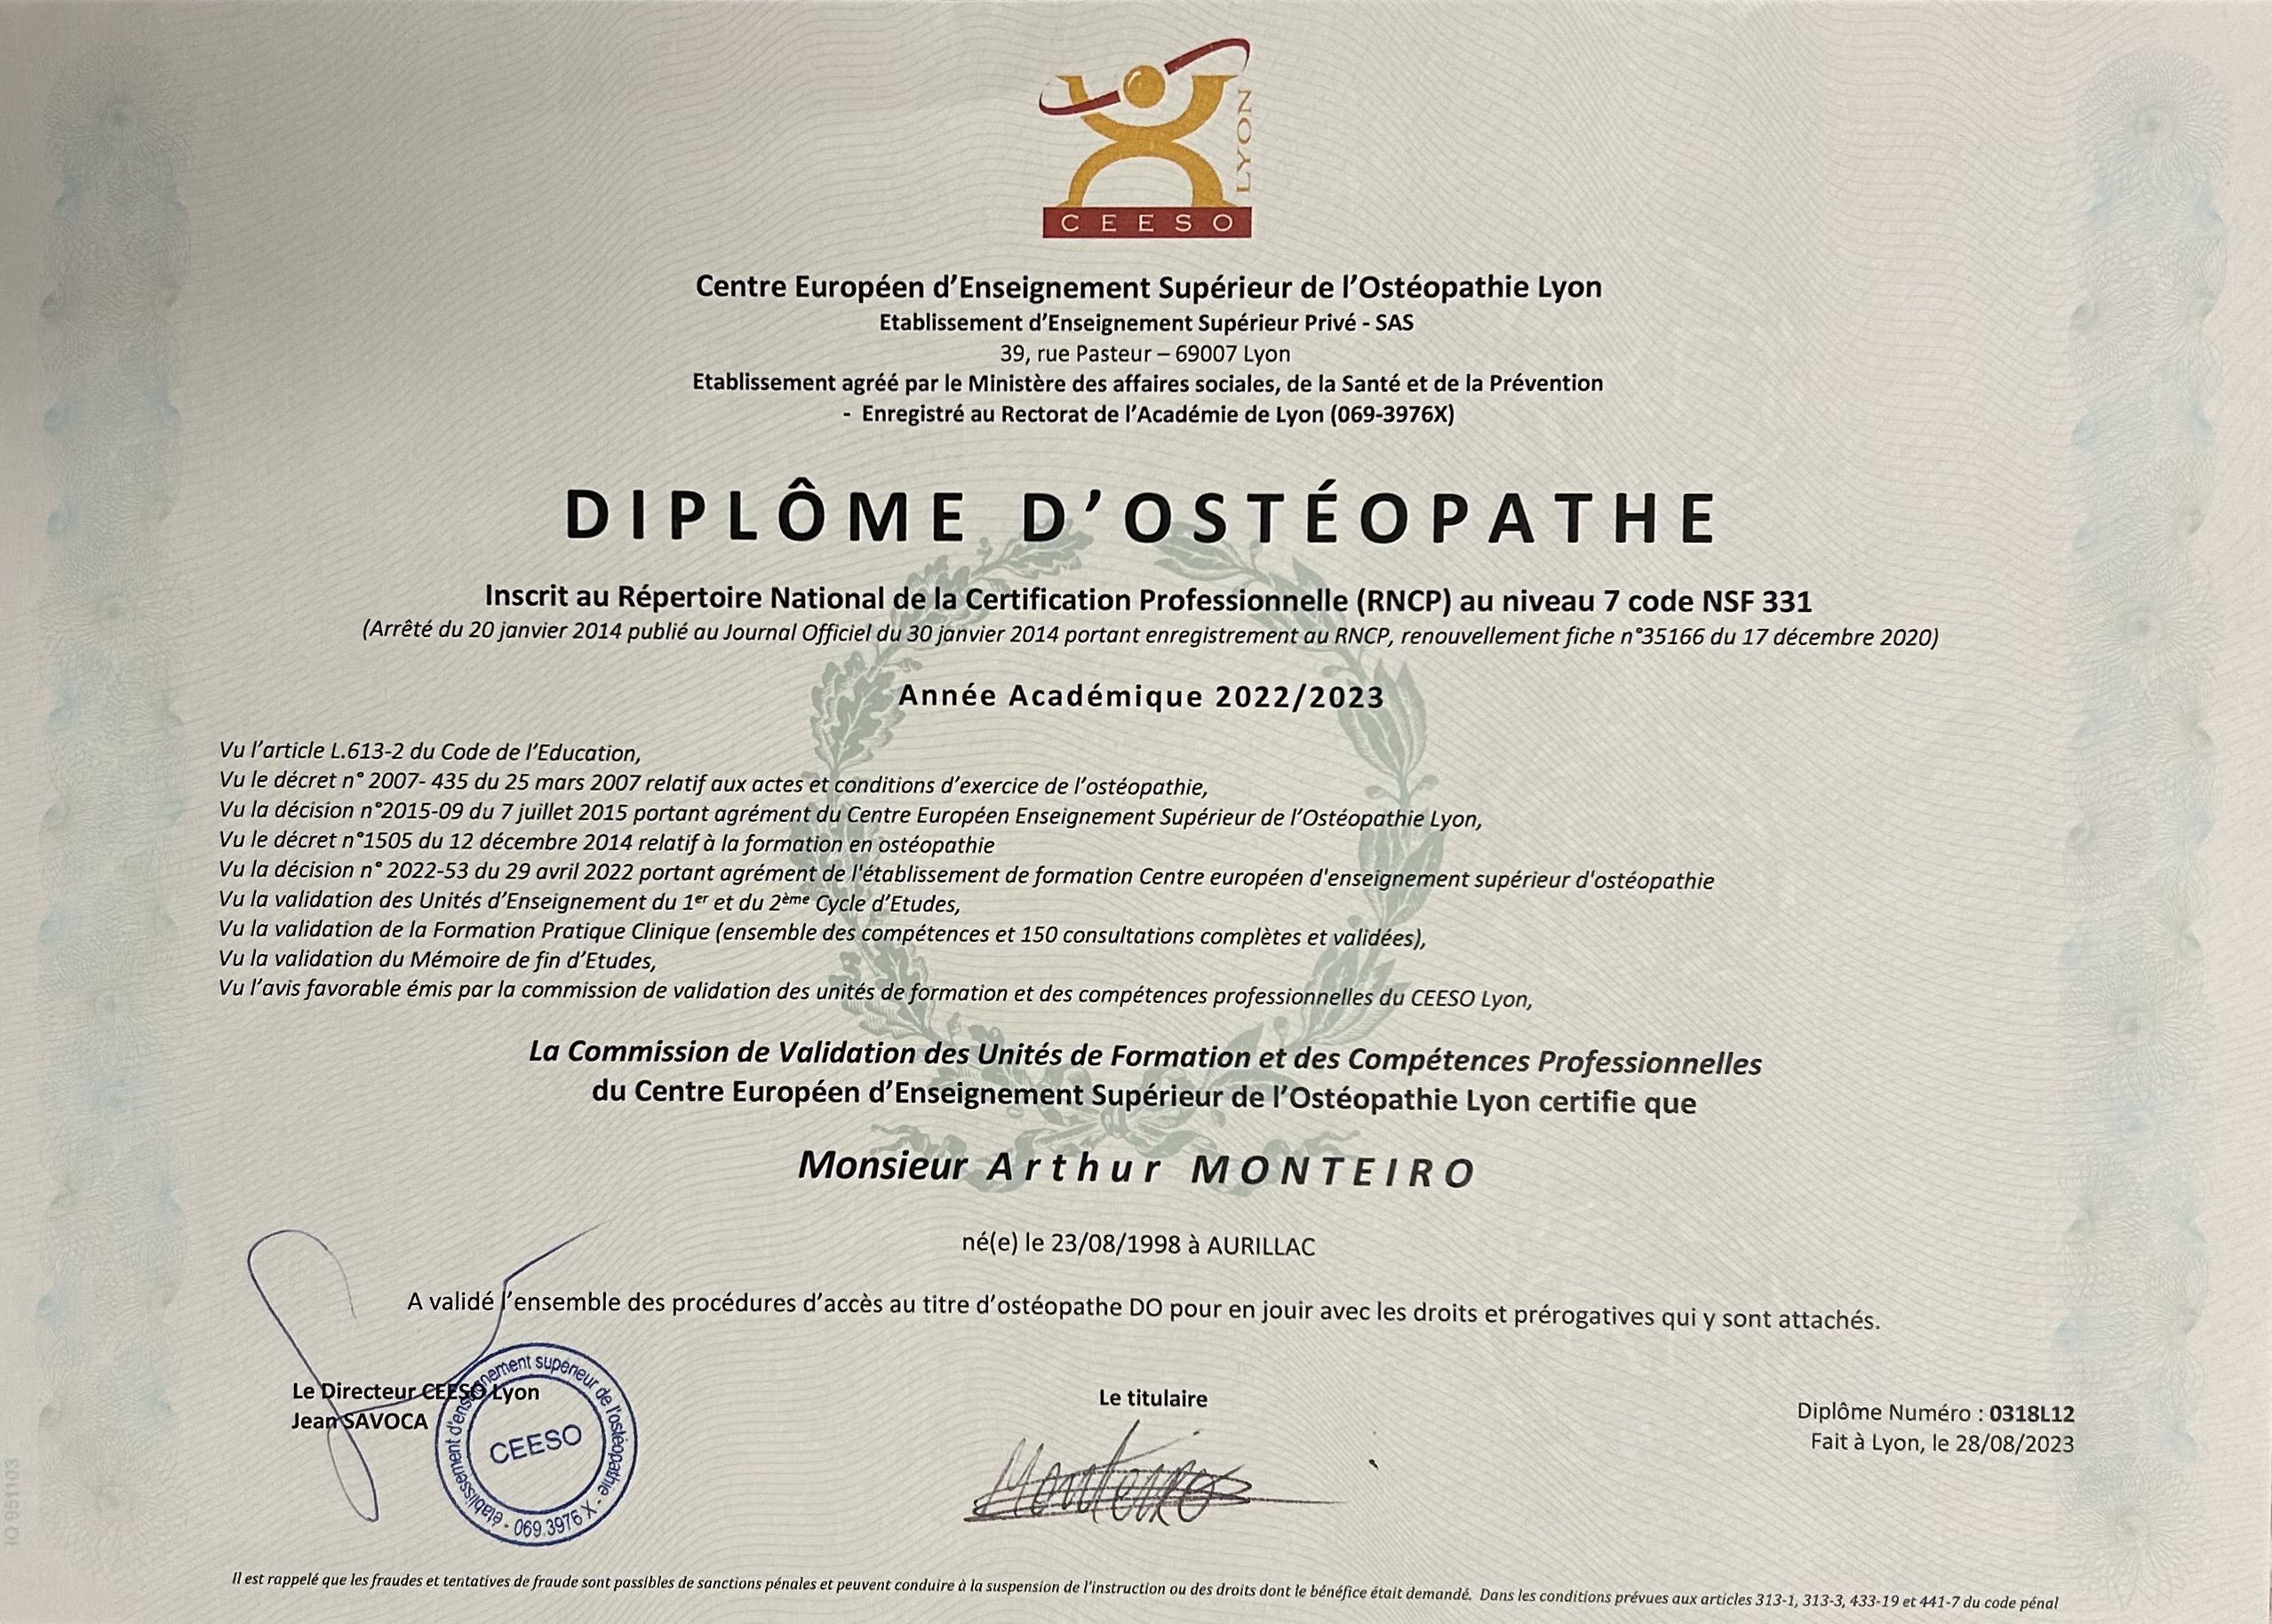 LYON
CEESO
Centre Européen d’Enseignement Supérieur de l’Ostéopathie Lyon
Etablissement d’Enseignement Supérieur Privé - SAS
39, rue Pasteur – 69007 Lyon
Etablissement agréé par le Ministère des affaires sociales, de la Santé et de la Prévention
- Enregistré au Rectorat de l’Académie de Lyon (069-3976X)
DIPLÔME D’OSTÉOPATHE
Inscrit au Répertoire National de la Certification Professionnelle (RNCP) au niveau 7 code NSF 331
(Arrêté du 20 janvier 2014 publié au Journal Officiel du 30 janvier 2014 portant enregistrement au RNCP, renouvellement fiche n°35166 du 17 décembre 2020)
Année Académique 2022/2023
Vu l’article L.613-2 du Code de l’Education,
Vu le décret n° 2007- 435 du 25 mars 2007 relatif aux actes et conditions d’exercice de l’ostéopathie,
Vu la décision n°2015-09 du 7 juillet 2015 portant agrément du Centre Européen Enseignement Supérieur de l’Ostéopathie Lyon,
Vu le décret n°1505 du 12 décembre 2014 relatif à la formation en ostéopathie
Vu la décision n° 2022-53 du 29 avril 2022 portant agrément de l'établissement de formation Centre européen d'enseignement supérieur d'ostéopathie
Vu la validation des Unités d’Enseignement du 1er et du 2ème Cycle d’Etudes,
Vu la validation de la Formation Pratique Clinique (ensemble des compétences et 150 consultations complètes et validées),
Vu la validation du Mémoire de fin d’Etudes,
Vu l’avis favorable émis par la commission de validation des unités de formation et des compétences professionnelles du CEESO Lyon,
La Commission de Validation des Unités de Formation et des Compétences Professionnelles
du Centre Européen d’Enseignement Supérieur de l’Ostéopathie Lyon certifie que
Monsieur Arthur MONTEIRO
né(e) le 23/08/1998 à AURILLAC
A validé l’ensemble des procédures d’accès au titre d’ostéopathe DO pour en jouir avec les droits et prérogatives qui y sont attachés.
Le Directeur CEESO Lyon
Jean SAVOCA
établissement d'enseignement supérieur de l'ostéopathie - 069.3976 X -
CEESO
Le titulaire
Monteiro
Diplôme Numéro : 0318L12
Fait à Lyon, le 28/08/2023
IO 951103
Il est rappelé que les fraudes et tentatives de fraude sont passibles de sanctions pénales et peuvent conduire à la suspension de l’instruction ou des droits dont le bénéfice était demandé. Dans les conditions prévues aux articles 313-1, 313-3, 433-19 et 441-7 du code pénal